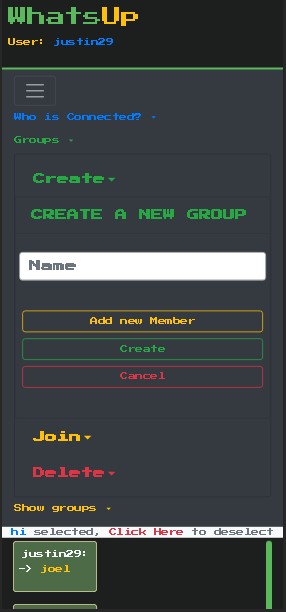 WhatsUp
User: justin29
Who is Connected?
Groups
Create
CREATE A NEW GROUP
Name
Add new Member
Create
Cancel
Join
Delete
Show groups
hi selected, Click Here to deselect
justin29:
-> joel